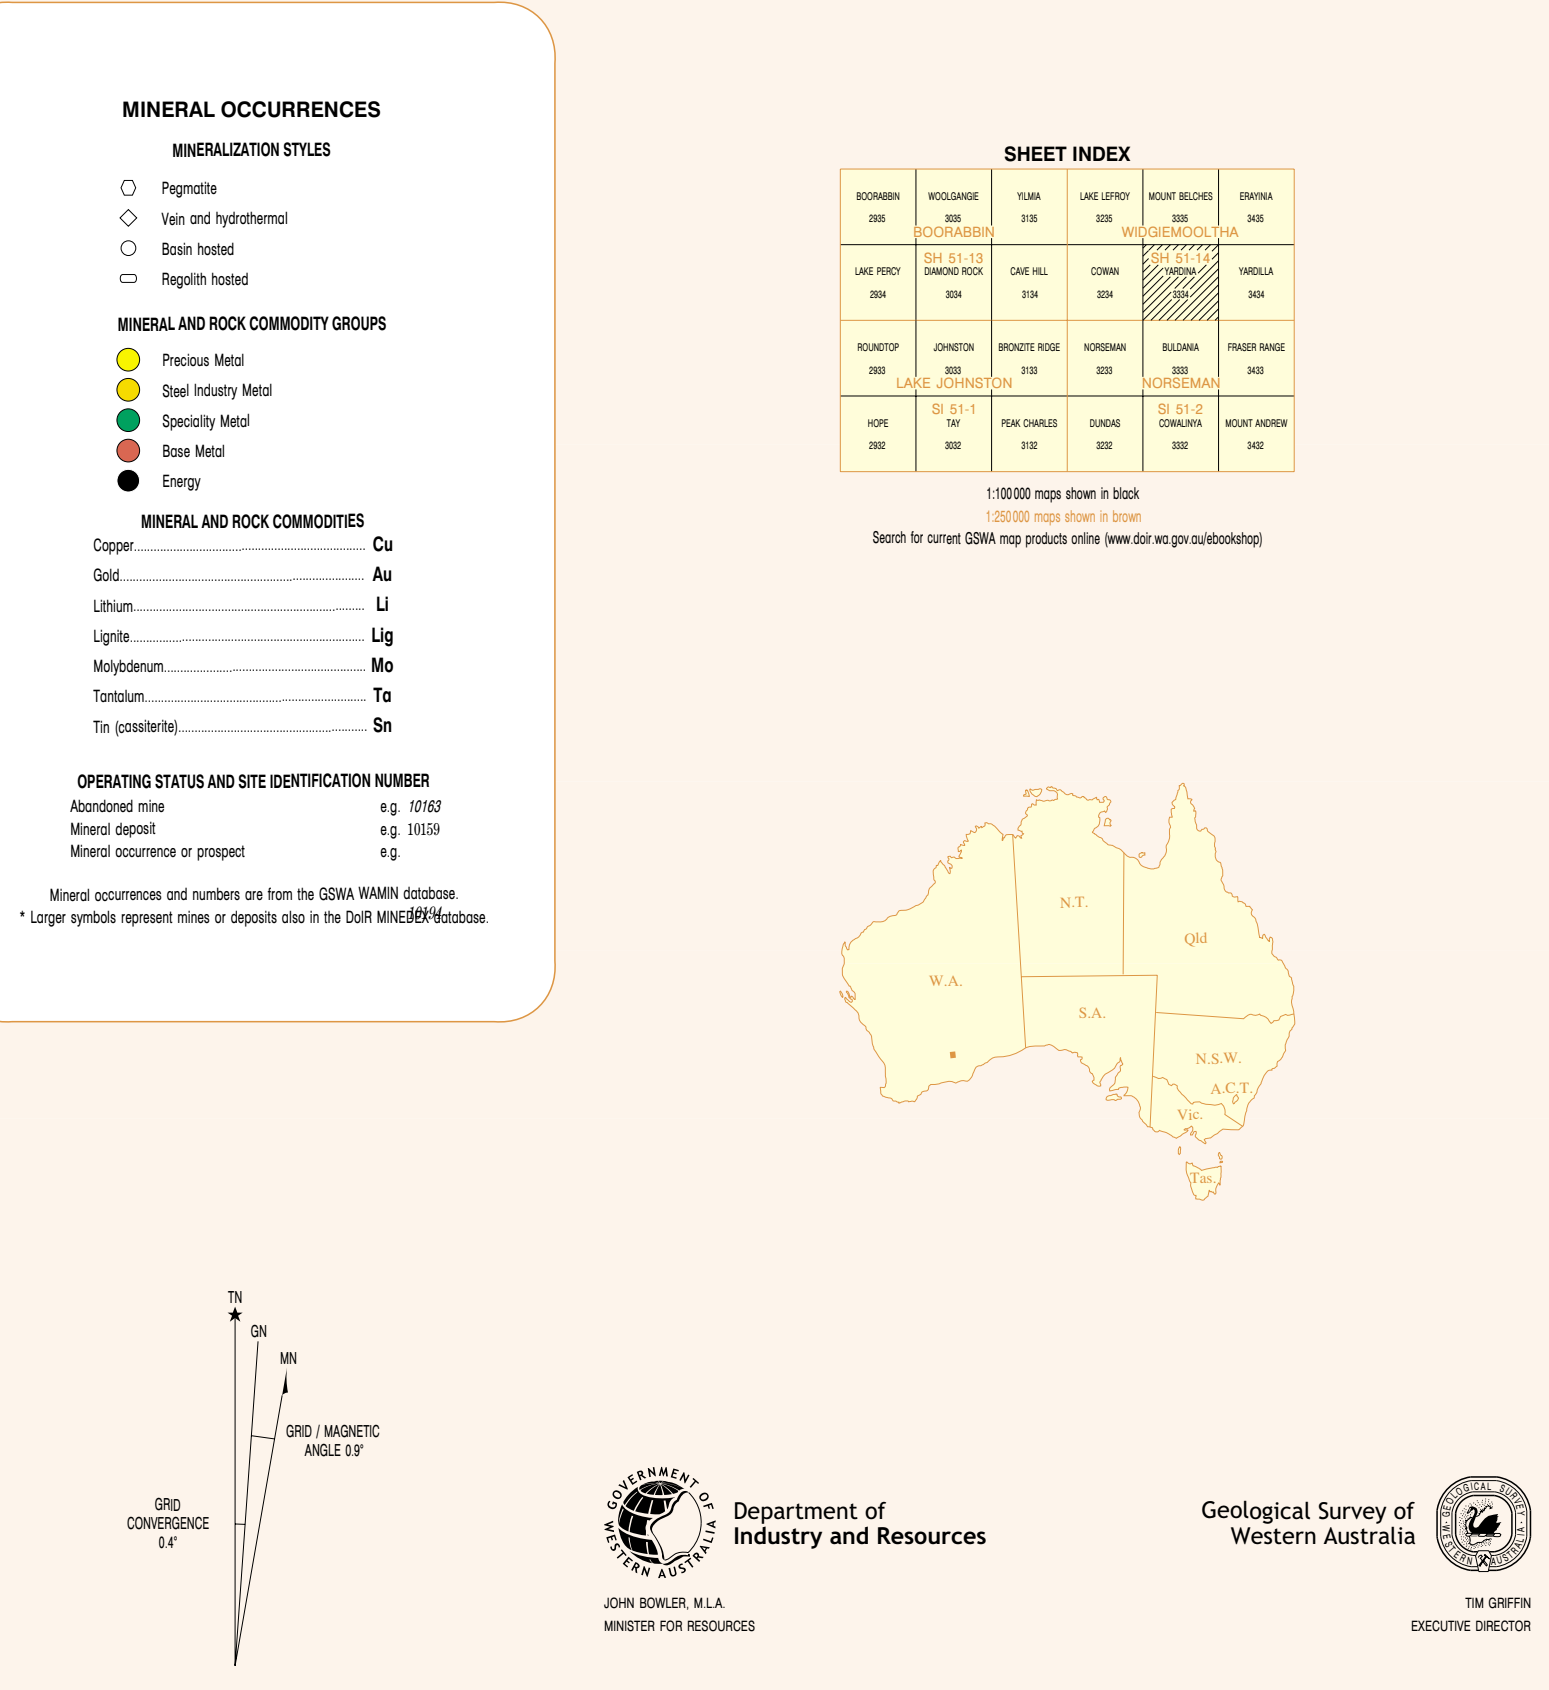 MINERAL OCCURRENCES
MINERALIZATION STYLES
Pegmatite
Vein and hydrothermal
Basin hosted
Regolith hosted
MINERAL AND ROCK COMMODITY GROUPS
Precious Metal
Steel Industry Metal
Speciality Metal
Base Metal
Energy
MINERAL AND ROCK COMMODITIES
Copper Cu
Gold Au
Lithium Li
Lignite Lig
Molybdenum Mo
Tantalum Ta
Tin (cassiterite) Sn
OPERATING STATUS AND SITE IDENTIFICATION NUMBER
Abandoned mine e.g. 10163
Mineral deposit e.g. 10159
Mineral occurrence or prospect e.g.
Mineral occurrences and numbers are from the GSWA WAMIN database.
10194
* Larger symbols represent mines or deposits also in the DoIR MINEDEX database.
SHEET INDEX
BOORABBIN WOOLGANGIE YILMIA LAKE LEFROY MOUNT BELCHES ERAYINIA
2935 3035 3135 3235 3335 3435
BOORABBIN WIDGIEMOOLTHA
SH 51-13 SH 51-14
LAKE PERCY DIAMOND ROCK CAVE HILL COWAN YARDINA YARDILLA
2934 3034 3134 3234 3334 3434
ROUNDTOP JOHNSTON BRONZITE RIDGE NORSEMAN BULDANIA FRASER RANGE
2933 3033 3133 3233 3333 3433
LAKE JOHNSTON NORSEMAN
SI 51-1 SI 51-2
HOPE TAY PEAK CHARLES DUNDAS COWALINYA MOUNT ANDREW
2932 3032 3132 3232 3332 3432
1:100 000 maps shown in black
1:250 000 maps shown in brown
Search for current GSWA map products online (www.doir.wa.gov.au/ebookshop)
N.T.
Qld
W.A.
S.A.
N.S.W.
A.C.T.
Vic.
Tas.
TN
GN
MN
GRID / MAGNETIC
ANGLE 0.9°
GRID
CONVERGENCE
0.4°
GOVERNMENT OF
WESTERN AUSTRALIA
Department of
Industry and Resources
JOHN BOWLER, M.L.A.
MINISTER FOR RESOURCES
Geological Survey of
Western Australia
GEOLOGICAL SURVEY
WESTERN AUSTRALIA
TIM GRIFFIN
EXECUTIVE DIRECTOR